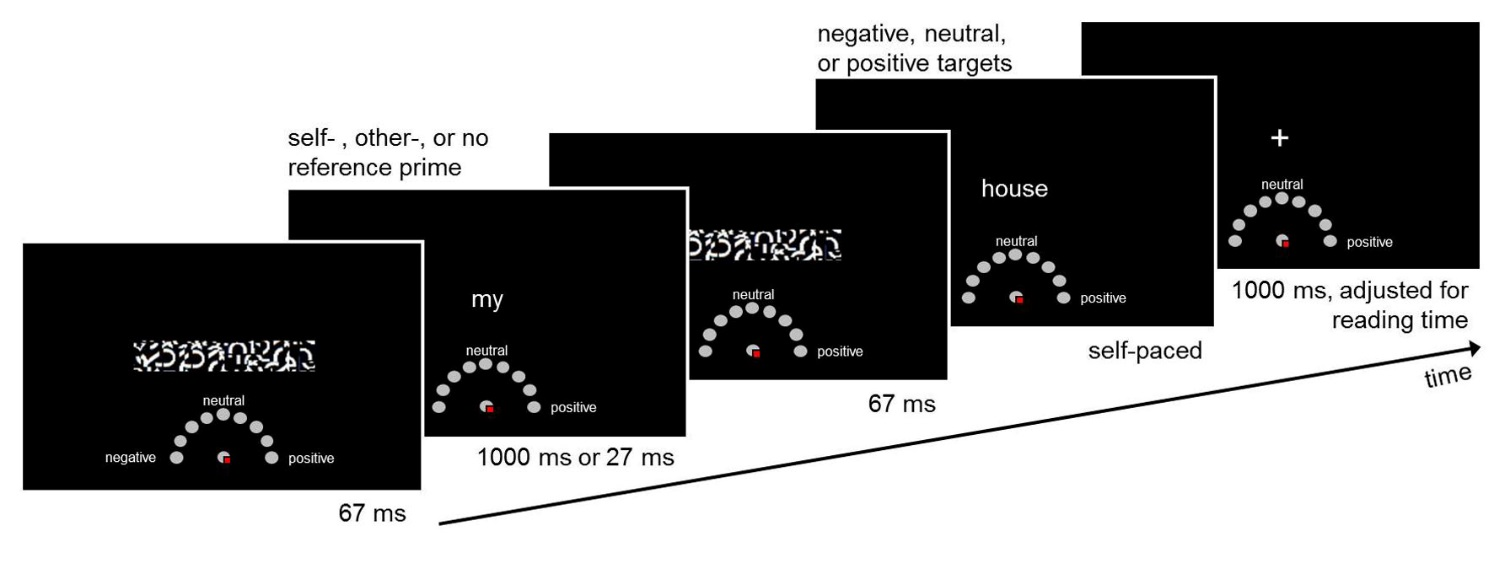 negative, neutral,
or positive targets
self- , other-, or no
reference prime
+
neutral
positive
1000 ms, adjusted for
reading time
house
neutral
positive
self-paced
neutral
positive
67 ms
my
neutral
positive
1000 ms or 27 ms
neutral
negative
positive
67 ms
time